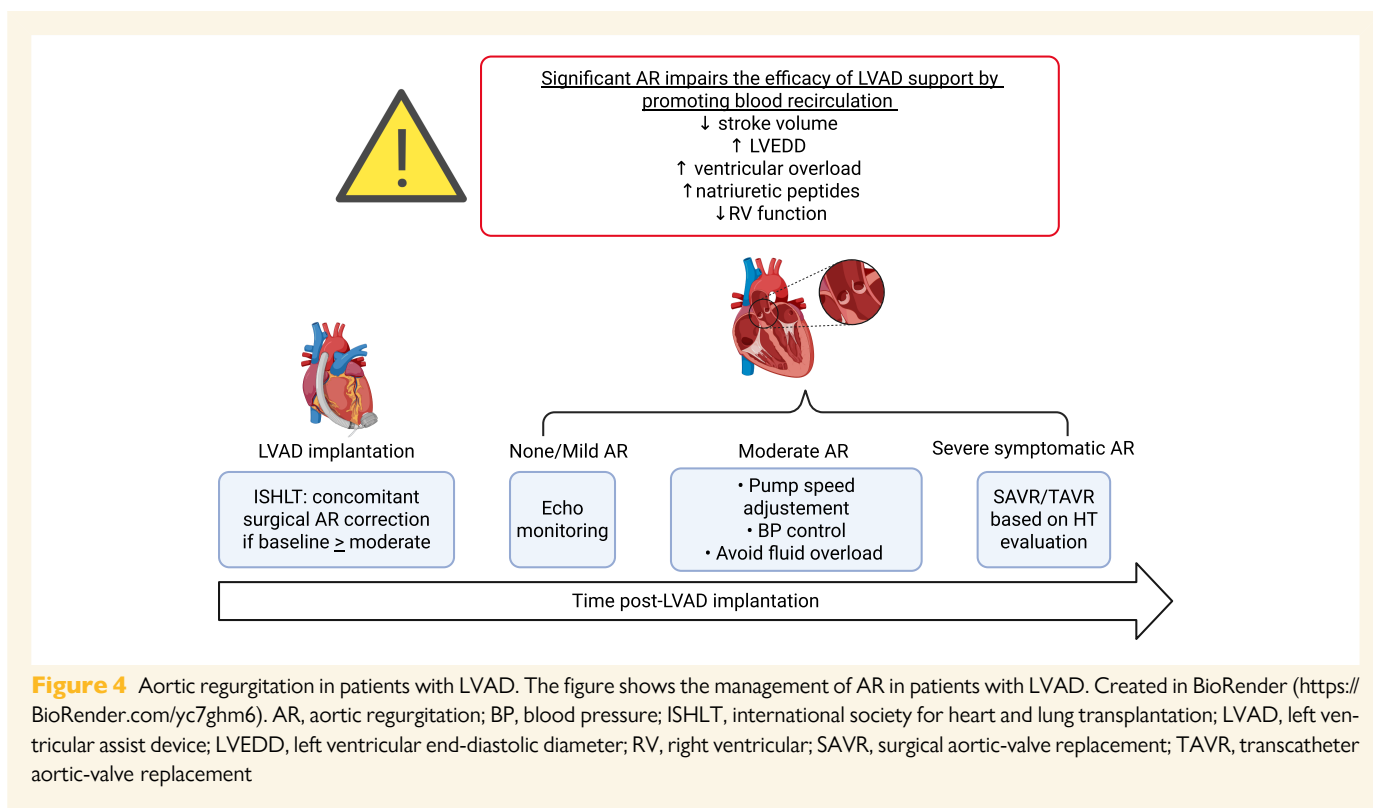 Significant AR impairs the efficacy of LVAD support by
promoting blood recirculation
↓ stroke volume
↑ LVEDD
↑ ventricular overload
↑natriuretic peptides
↓RV function
LVAD implantation
ISHLT: concomitant
surgical AR correction
if baseline ≥ moderate
None/Mild AR
Echo
monitoring
Moderate AR
• Pump speed
adjustement
• BP control
• Avoid fluid overload
Severe symptomatic AR
SAVR/TAVR
based on HT
evaluation
Time post-LVAD implantation
Figure 4 Aortic regurgitation in patients with LVAD. The figure shows the management of AR in patients with LVAD. Created in BioRender (https://
BioRender.com/yc7ghm6). AR, aortic regurgitation; BP, blood pressure; ISHLT, international society for heart and lung transplantation; LVAD, left ven-
tricular assist device; LVEDD, left ventricular end-diastolic diameter; RV, right ventricular; SAVR, surgical aortic-valve replacement; TAVR, transcatheter
aortic-valve replacement